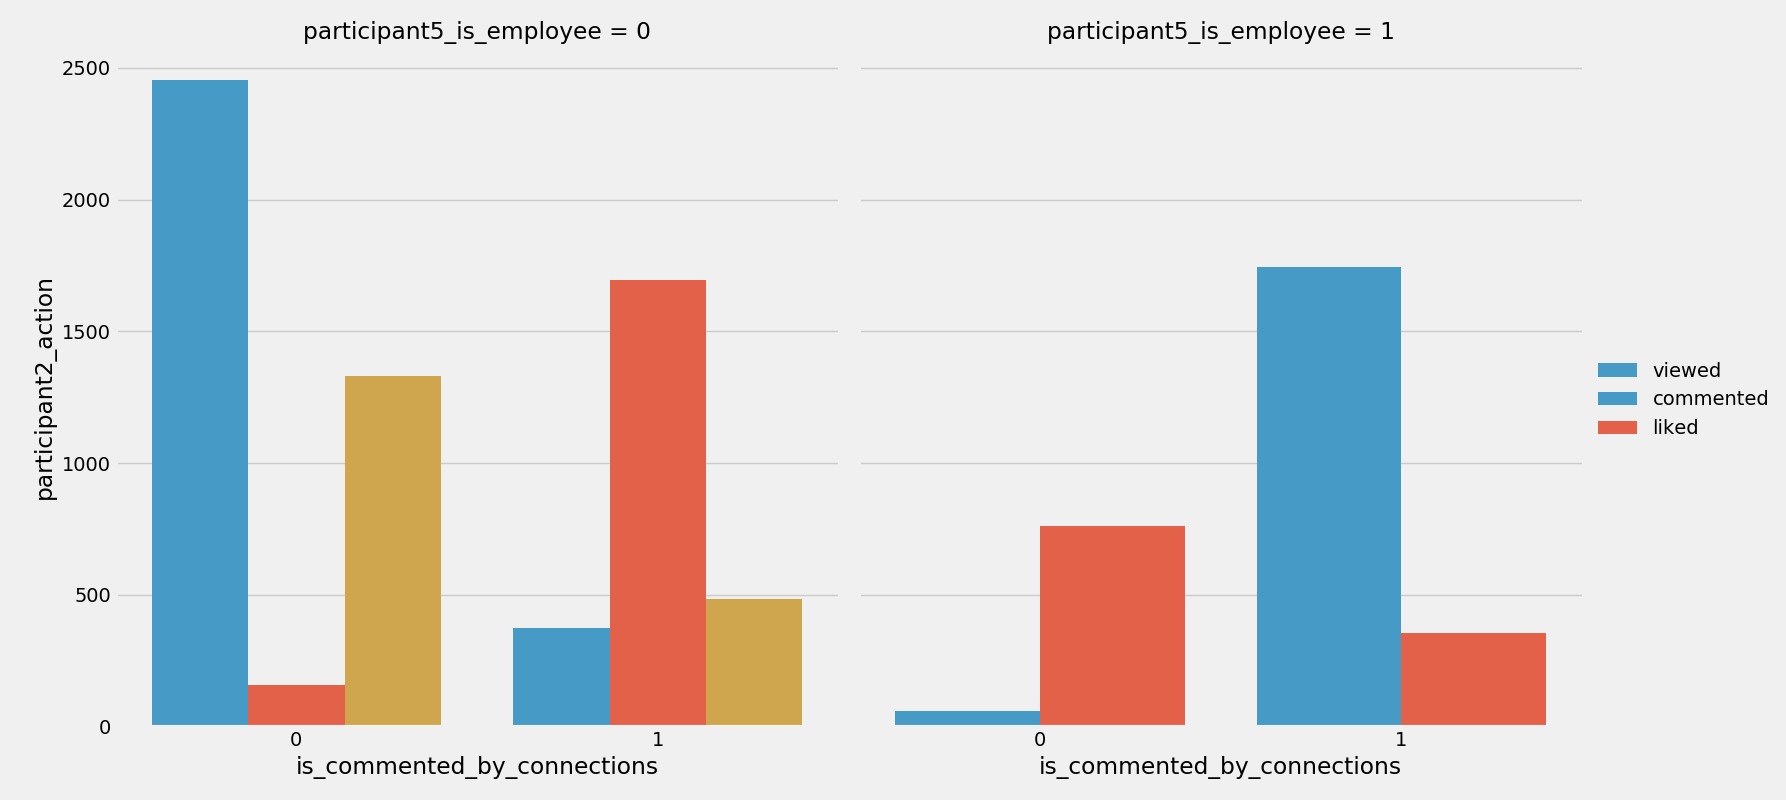 participant5_is_employee = 0
participant5_is_employee = 1
participant2_action
2500
2000
1500
1000
500
0
0
1
is_commented_by_connections
0
1
is_commented_by_connections
viewed
commented
liked